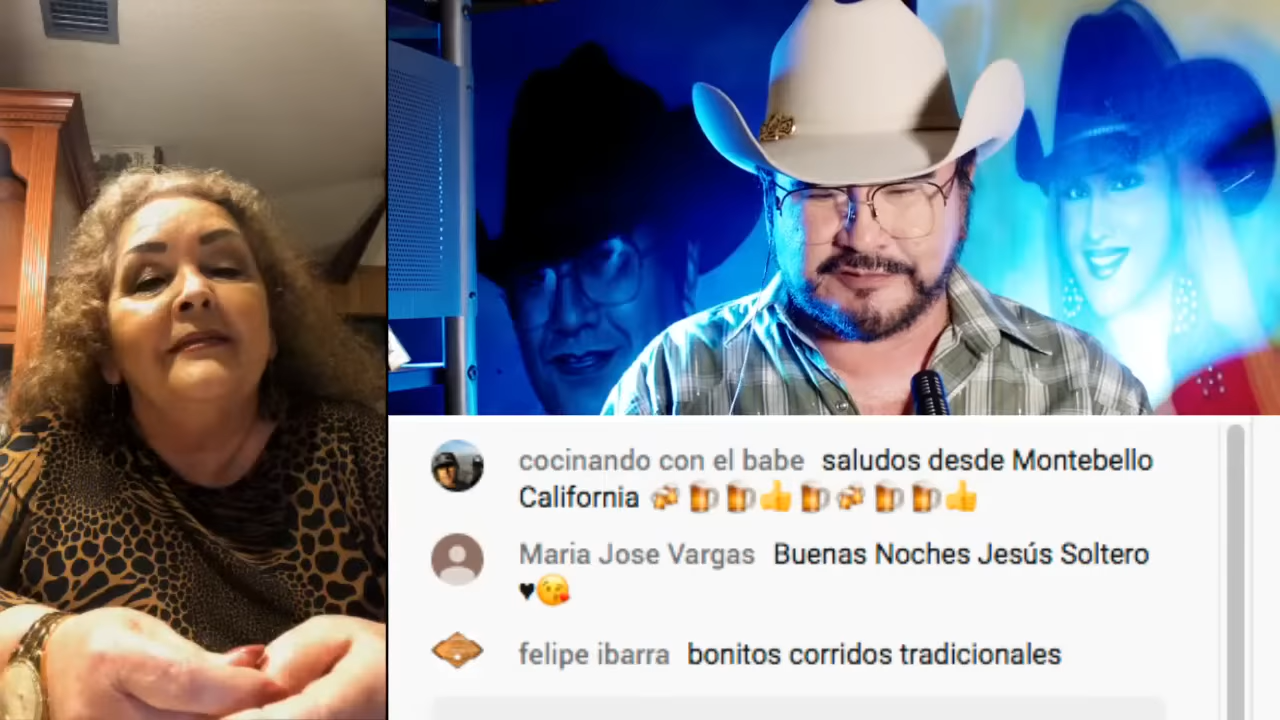 cocinando con el babe saludos desde Montebello
California 🍻🍺🍺👍🍺🍻🍺🍺👍
Maria Jose Vargas Buenas Noches Jesús Soltero
♥😘
felipe ibarra bonitos corridos tradicionales